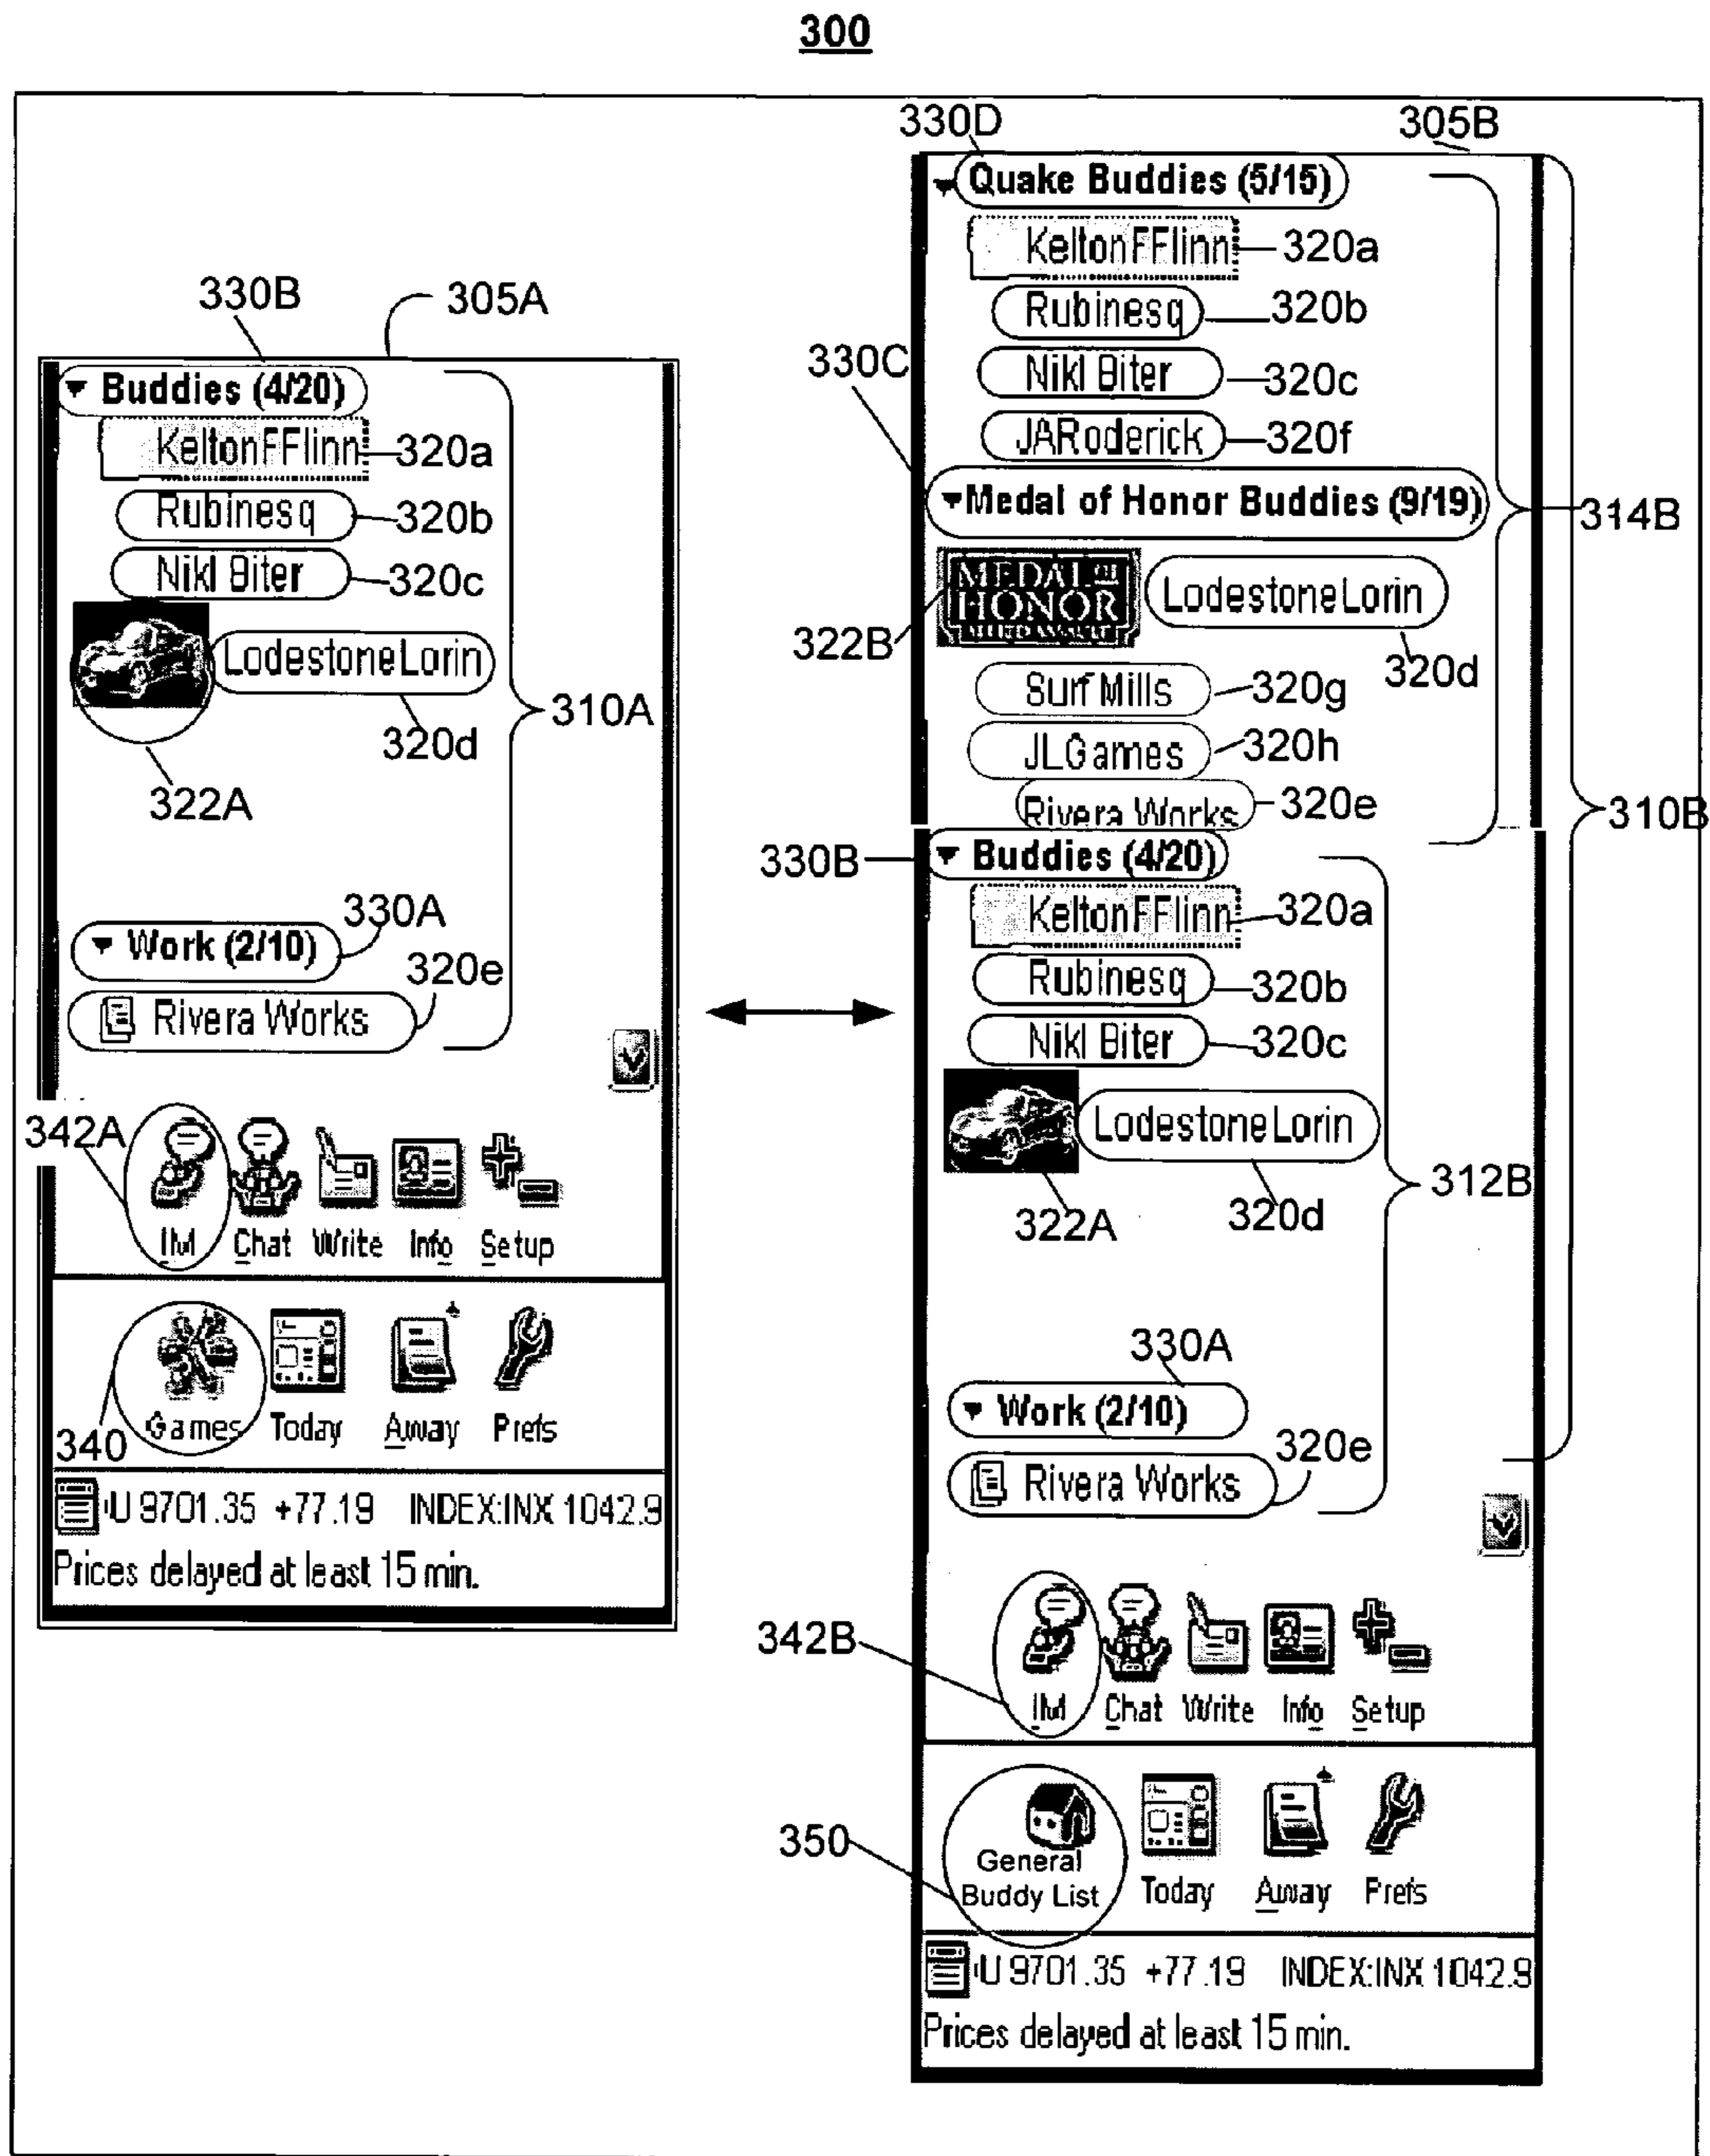 300
330B
305A
Buddies (4/20)
KeltonFFlinn
320a
Rubinesq
320b
Nikl Biter
320c
LodestoneLorin
310A
320d
322A
330A
Work (2/10)
320e
Rivera Works
342A
IM Chat Write Info Setup
Games Today Away Prefs
340
U 9701.35 +77.19 INDEX:INX 1042.9
Prices delayed at least 15 min.
330D
305B
Quake Buddies (5/15)
KeltonFFlinn
320a
Rubinesq
320b
330C
Nikl Biter
320c
JARoderick
320f
Medal of Honor Buddies (9/19)
314B
MEDAL OF
HONOR
LodestoneLorin
322B
320d
Surf Mills
320g
JLGames
320h
Rivera Works
320e
310B
330B
Buddies (4/20)
KeltonFFlinn
320a
Rubinesq
320b
Nikl Biter
320c
LodestoneLorin
312B
322A
320d
330A
Work (2/10)
320e
Rivera Works
342B
IM Chat Write Info Setup
350
General
Buddy List Today Away Prefs
U 9701.35 +77.19 INDEX:INX 1042.9
Prices delayed at least 15 min.